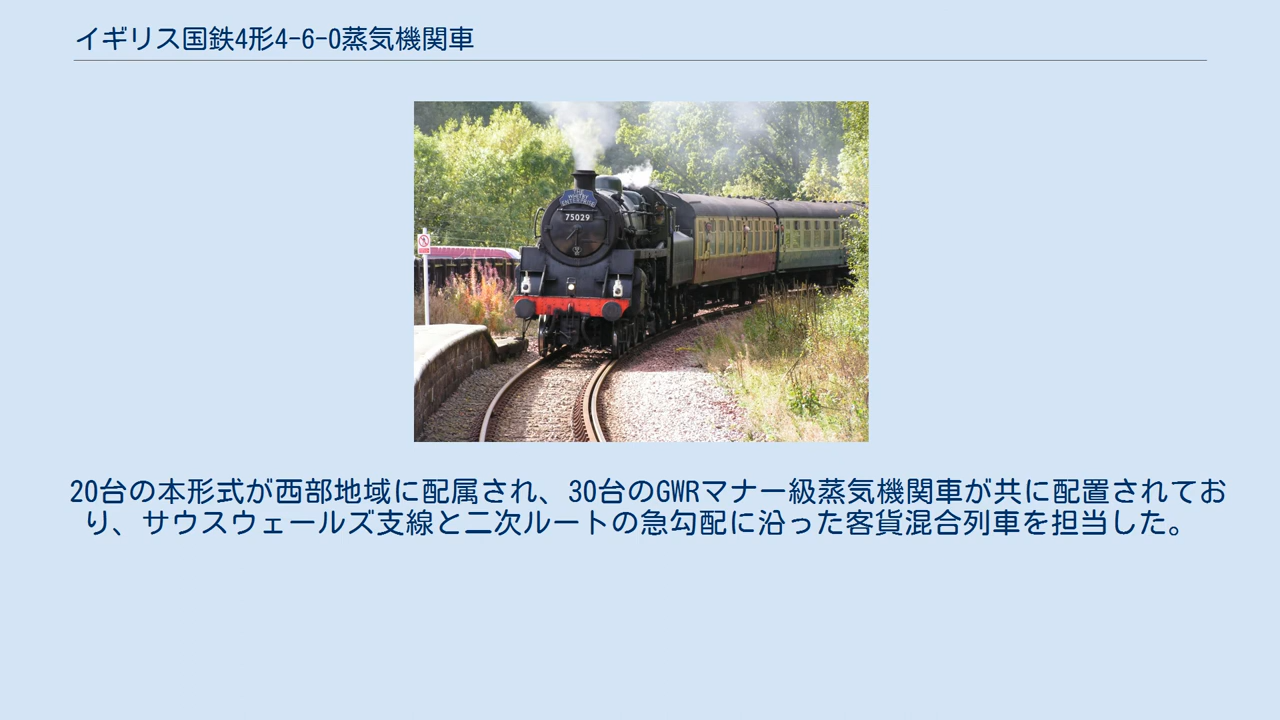 イギリス国鉄4形4-6-0蒸気機関車
THE
MALTBY
ENTERPRISE
75029
20台の本形式が西部地域に配属され、30台のGWRマナー級蒸気機関車が共に配置されてお
り、サウスウェールズ支線と二次ルートの急勾配に沿った客貨混合列車を担当した。